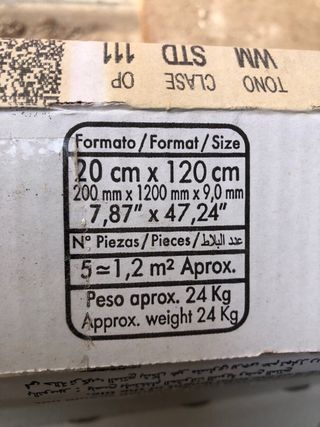 TONO CLASE OP
WM STD 111
Formato/Format/Size
20 cm x 120 cm
200 mm x 1200 mm x 9,0 mm
7,87" x 47,24"
Nº Piezas/Pieces/عدد البلاط
5≃1,2 m² Aprox.
Peso aprox. 24 Kg
Approx. weight 24 Kg